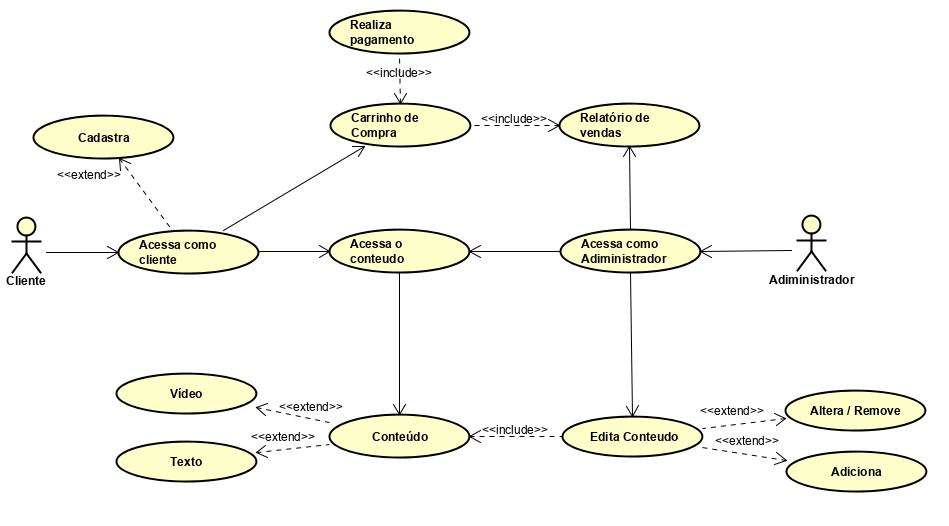 Realiza
pagamento
<<include>>
Carrinho de
Compra
<<include>>
Relatório de
vendas
Cadastra
<<extend>>
Cliente
Acessa como
cliente
Acessa o
conteudo
Acessa como
Adiministrador
Adiministrador
Vídeo
<<extend>>
Texto
<<extend>>
Conteúdo
<<include>>
Edita Conteudo
<<extend>>
Altera / Remove
<<extend>>
Adiciona